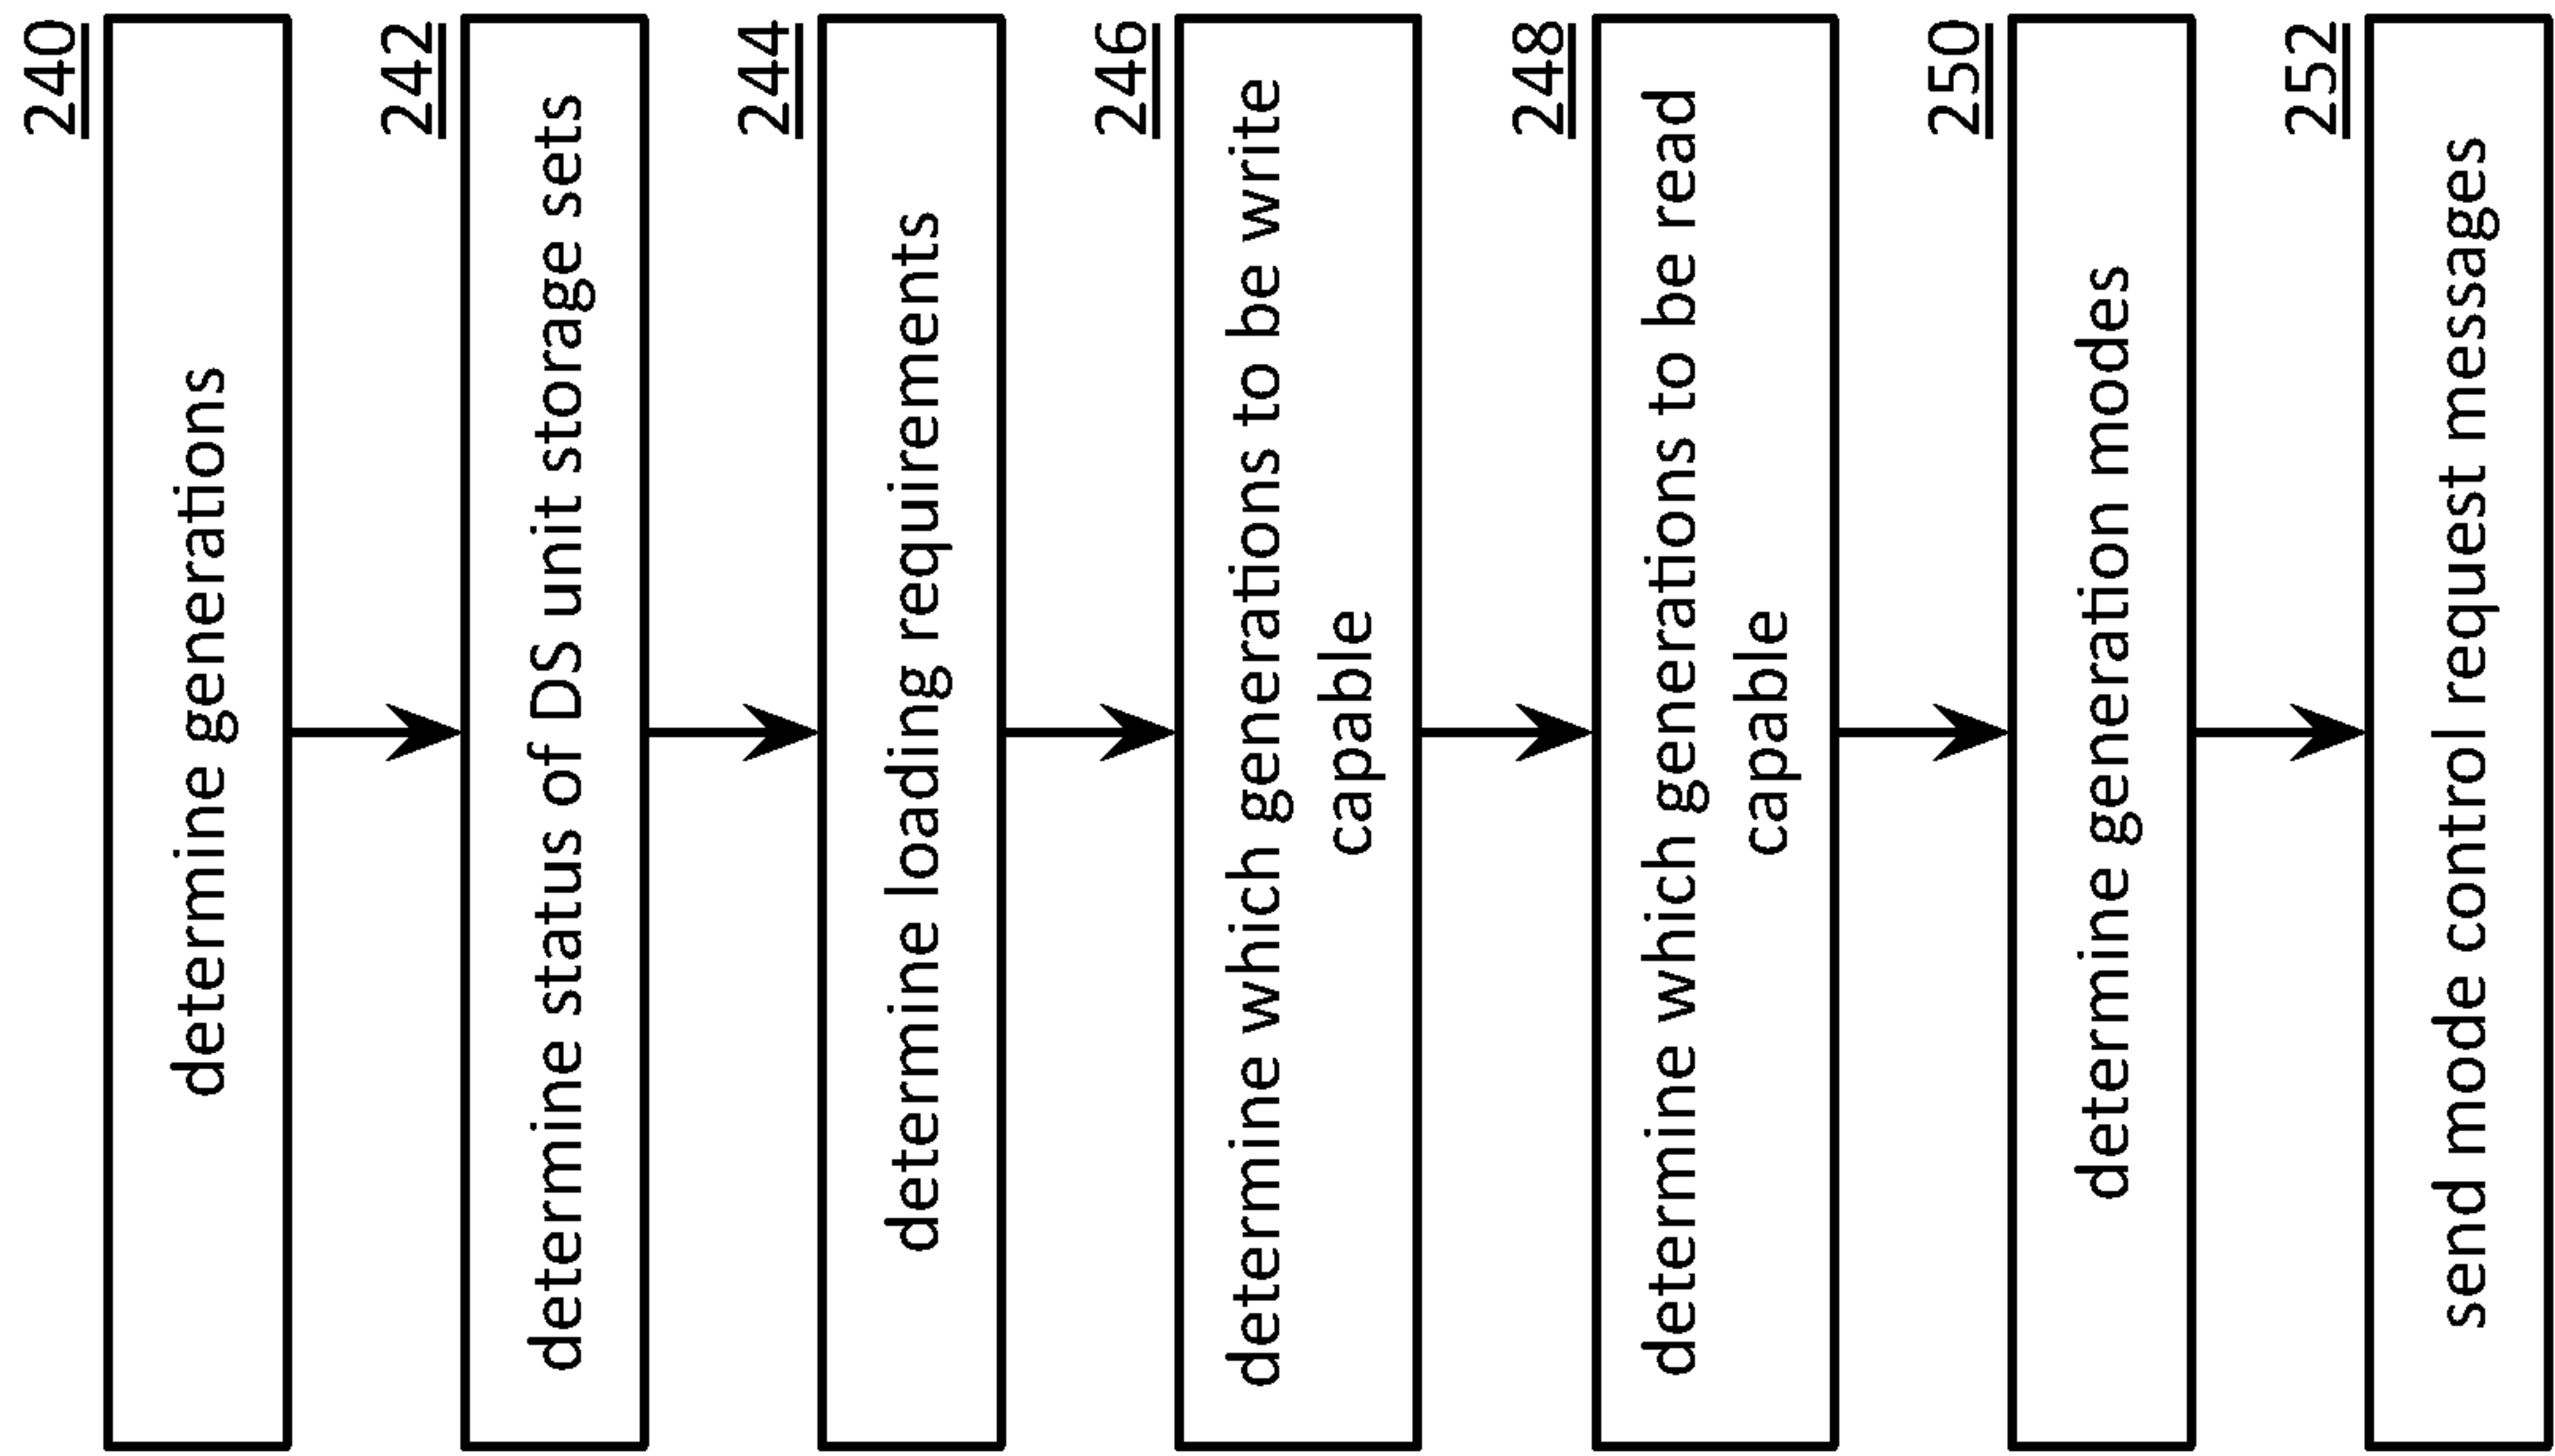 240
determine generations
242
determine status of DS unit storage sets
244
determine loading requirements
246
determine which generations to be write
capable
248
determine which generations to be read
capable
250
determine generation modes
252
send mode control request messages